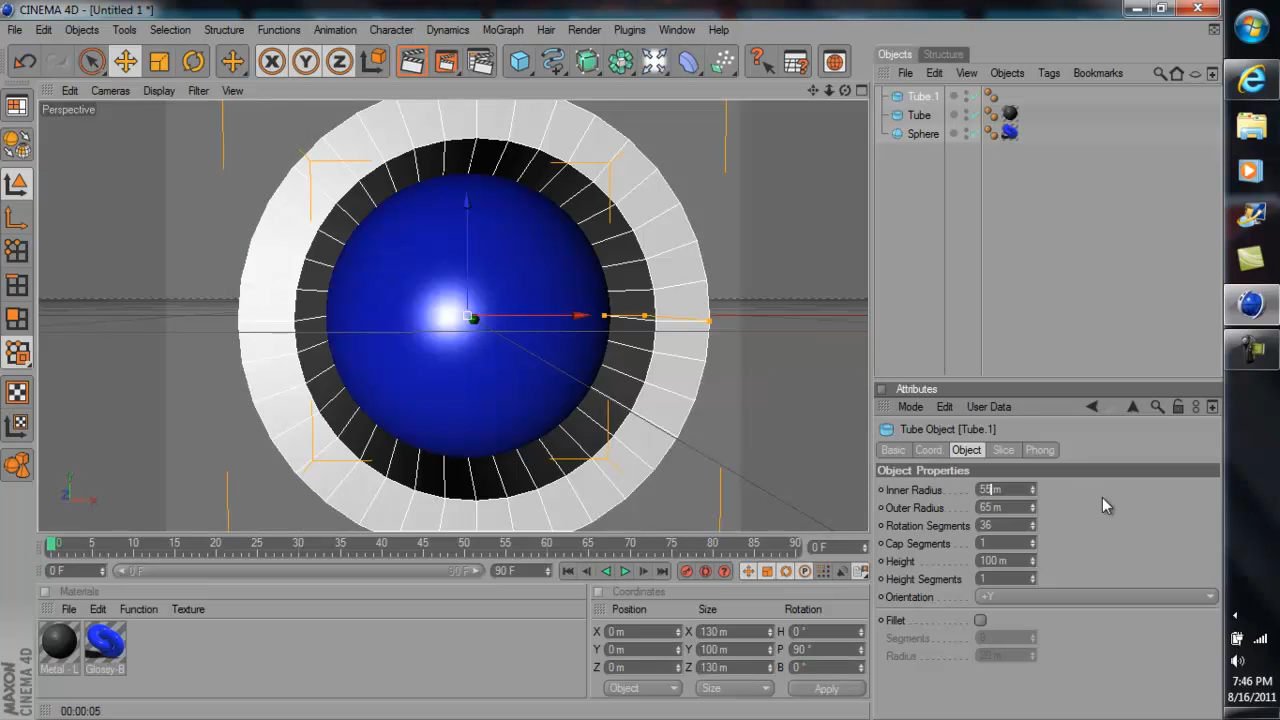 CINEMA 4D - [Untitled 1 *]
File Edit Objects Tools Selection Structure Functions Animation Character Dynamics MoGraph Hair Render Plugins Window Help
Objects Structure
File Edit View Objects Tags Bookmarks
Edit Cameras Display Filter View
Perspective
Tube.1
Tube
Sphere
X Y Z
Attributes
Mode Edit User Data
Tube Object [Tube.1]
Basic Coord. Object Slice Phong
Object Properties
Inner Radius 55 m
Outer Radius 65 m
Rotation Segments 36
Cap Segments 1
Height 100 m
Height Segments 1
Orientation +Y
Fillet
Segments
Radius
Y
Z X
0 5 10 15 20 25 30 35 40 45 50 55 60 65 70 75 80 85 90 0 F
0 F 0 F 90 F 90 F
Materials
File Edit Function Texture
Metal - L Glossy-B
Coordinates
Position Size Rotation
X 0 m X 130 m H 0 °
Y 0 m Y 100 m P 90 °
Z 0 m Z 130 m B 0 °
Object Size Apply
MAXON
CINEMA 4D
00:00:05
7:46 PM
8/16/2011